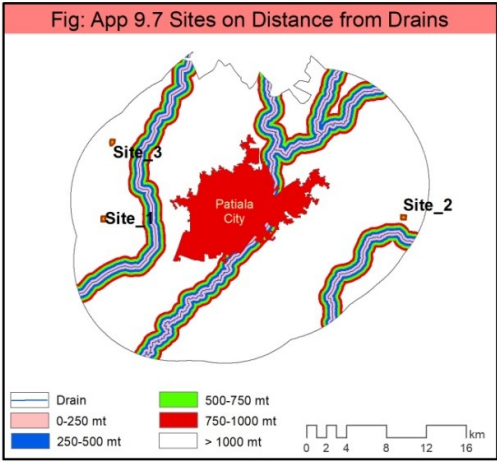 Fig: App 9.7 Sites on Distance from Drains
Site_3
Site_1
Patiala
City
Site_2
Drain
0-250 mt
250-500 mt
500-750 mt
750-1000 mt
> 1000 mt
km
0 2 4 8 12 16